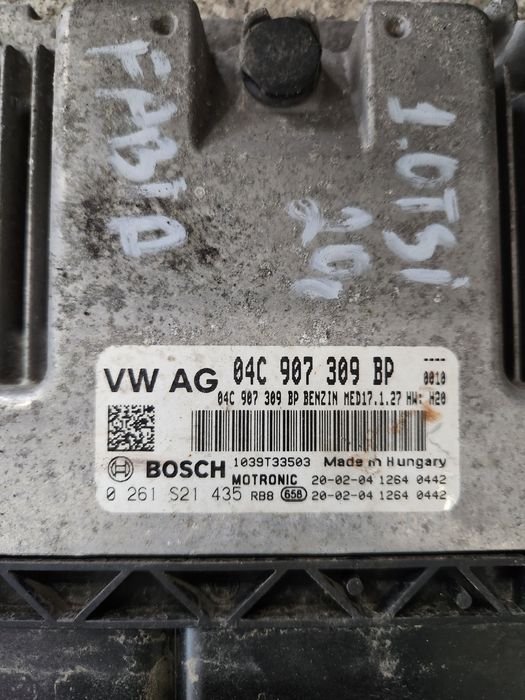 FABIA
1.0TSi
20,
VW AG 04C 907 309 BP ----
0010
04C 907 309 BP BENZIN MED17.1.27 HW: H20
BOSCH 1039T33503 Made in Hungary
MOTRONIC 20-02-04 1264 0442
0 261 S21 435 RB8 658 20-02-04 1264 0442